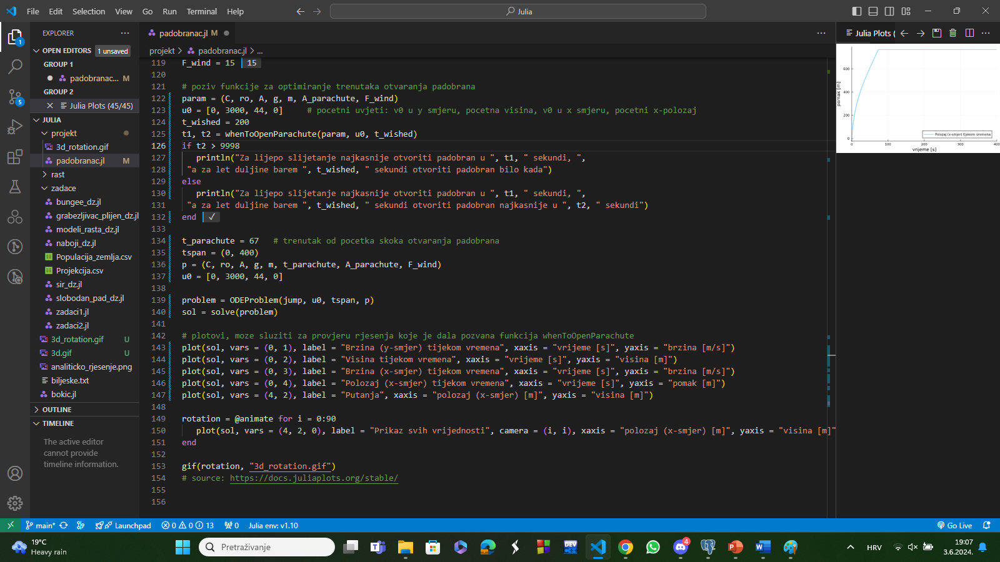 File Edit Selection View Go Run Terminal Help
Julia
EXPLORER
OPEN EDITORS 1 unsaved
GROUP 1
padobranac... M
GROUP 2
Julia Plots (45/45)
JULIA
projekt
3d_rotation.gif
padobranac.jl M
rast
zadace
bungee_dz.jl
grabezljivac_plijen_dz.jl
modeli_rasta_dz.jl
naboji_dz.jl
Populacija_zemlja.csv
Projekcija.csv
sir_dz.jl
slobodan_pad_dz.jl
zadaci1.jl
zadaci2.jl
3d_rotation.gif U
3d.gif U
analiticko_rjesenje.png
biljeske.txt
bokic.jl
OUTLINE
TIMELINE
The active editor
cannot provide
timeline information.
1
5
padobranac.jl M
projekt > padobranac.jl > ...
119 F_wind = 15 15
120
121 # poziv funkcije za optimiranje trenutaka otvaranja padobrana
122 param = (C, ro, A, g, m, A_parachute, F_wind)
123 u0 = [0, 3000, 44, 0] # pocetni uvjeti: v0 u y smjeru, pocetna visina, v0 u x smjeru, pocetni x-polozaj
124 t_wished = 200
125 t1, t2 = whenToOpenParachute(param, u0, t_wished)
126 if t2 > 9998
127 println("Za lijepo slijetanje najkasnije otvoriti padobran u ", t1, " sekundi, ",
128 "a za let duljine barem ", t_wished, " sekundi otvoriti padobran bilo kada")
129 else
130 println("Za lijepo slijetanje najkasnije otvoriti padobran u ", t1, " sekundi, ",
131 "a za let duljine barem ", t_wished, " sekundi otvoriti padobran najkasnije u ", t2, " sekundi")
132 end ✓
133
134 t_parachute = 67 # trenutak od pocetka skoka otvaranja padobrana
135 tspan = (0, 400)
136 p = (C, ro, A, g, m, t_parachute, A_parachute, F_wind)
137 u0 = [0, 3000, 44, 0]
138
139 problem = ODEProblem(jump, u0, tspan, p)
140 sol = solve(problem)
141
142 # plotovi, moze sluziti za provjeru rjesenja koje je dala pozvana funkcija whenToOpenParachute
143 plot(sol, vars = (0, 1), label = "Brzina (y-smjer) tijekom vremena", xaxis = "vrijeme [s]", yaxis = "brzina [m/s]")
144 plot(sol, vars = (0, 2), label = "Visina tijekom vremena", xaxis = "vrijeme [s]", yaxis = "visina [m]")
145 plot(sol, vars = (0, 3), label = "Brzina (x-smjer) tijekom vremena", xaxis = "vrijeme [s]", yaxis = "brzina [m/s]")
146 plot(sol, vars = (0, 4), label = "Polozaj (x-smjer) tijekom vremena", xaxis = "vrijeme [s]", yaxis = "pomak [m]")
147 plot(sol, vars = (4, 2), label = "Putanja", xaxis = "polozaj (x-smjer) [m]", yaxis = "visina [m]")
148
149 rotation = @animate for i = 0:90
150 plot(sol, vars = (4, 2, 0), label = "Prikaz svih vrijednosti", camera = (i, i), xaxis = "polozaj (x-smjer) [m]", yaxis = "visina [m]"
151 end
152
153 gif(rotation, "3d_rotation.gif")
154 # source: https://docs.juliaplots.org/stable/
155
156
Julia Plots (
pomak [m]
600
400
200
0
0 100 200 300 400
vrijeme [s]
Polozaj (x-smjer) tijekom vremena
main* Launchpad 0 0 13 0 Julia env: v1.10 Go Live
19°C
Heavy rain
Pretraživanje
DEV
4
P
W
HRV
19:07
3.6.2024.